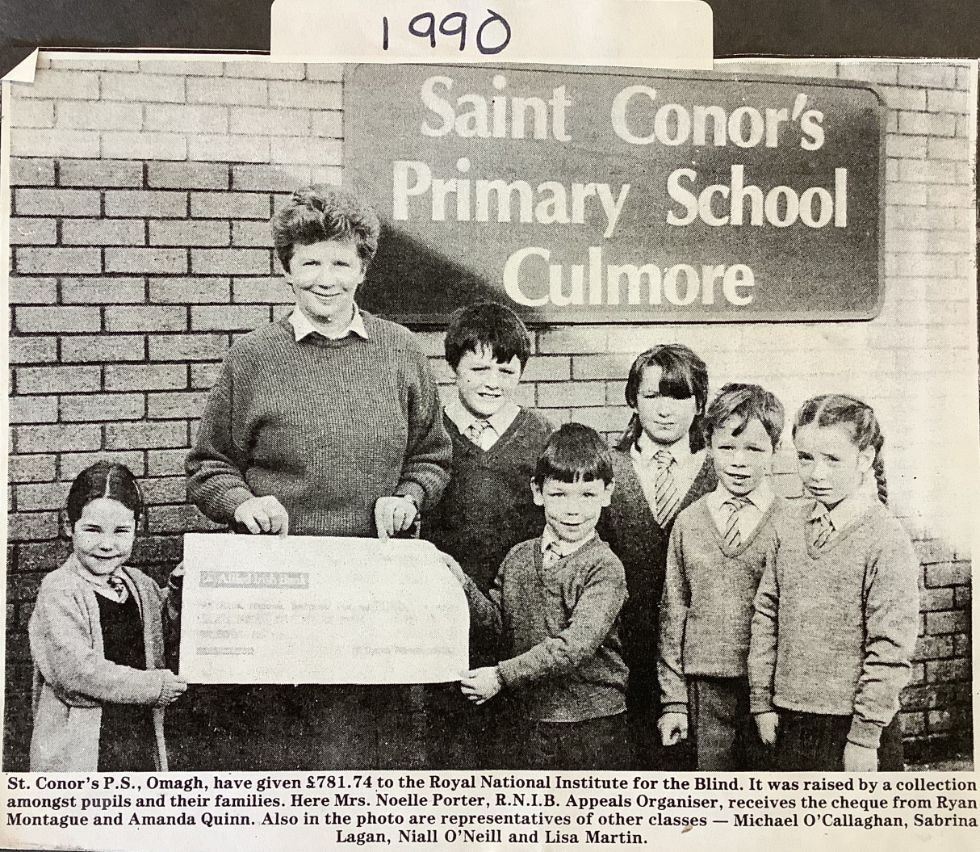 1990
Saint Conor's
Primary School
Culmore
Allied Irish Bank
St. Conor's P.S., Omagh, have given £781.74 to the Royal National Institute for the Blind. It was raised by a collection
amongst pupils and their families. Here Mrs. Noelle Porter, R.N.I.B. Appeals Organiser, receives the cheque from Ryan
Montague and Amanda Quinn. Also in the photo are representatives of other classes — Michael O'Callaghan, Sabrina
Lagan, Niall O'Neill and Lisa Martin.